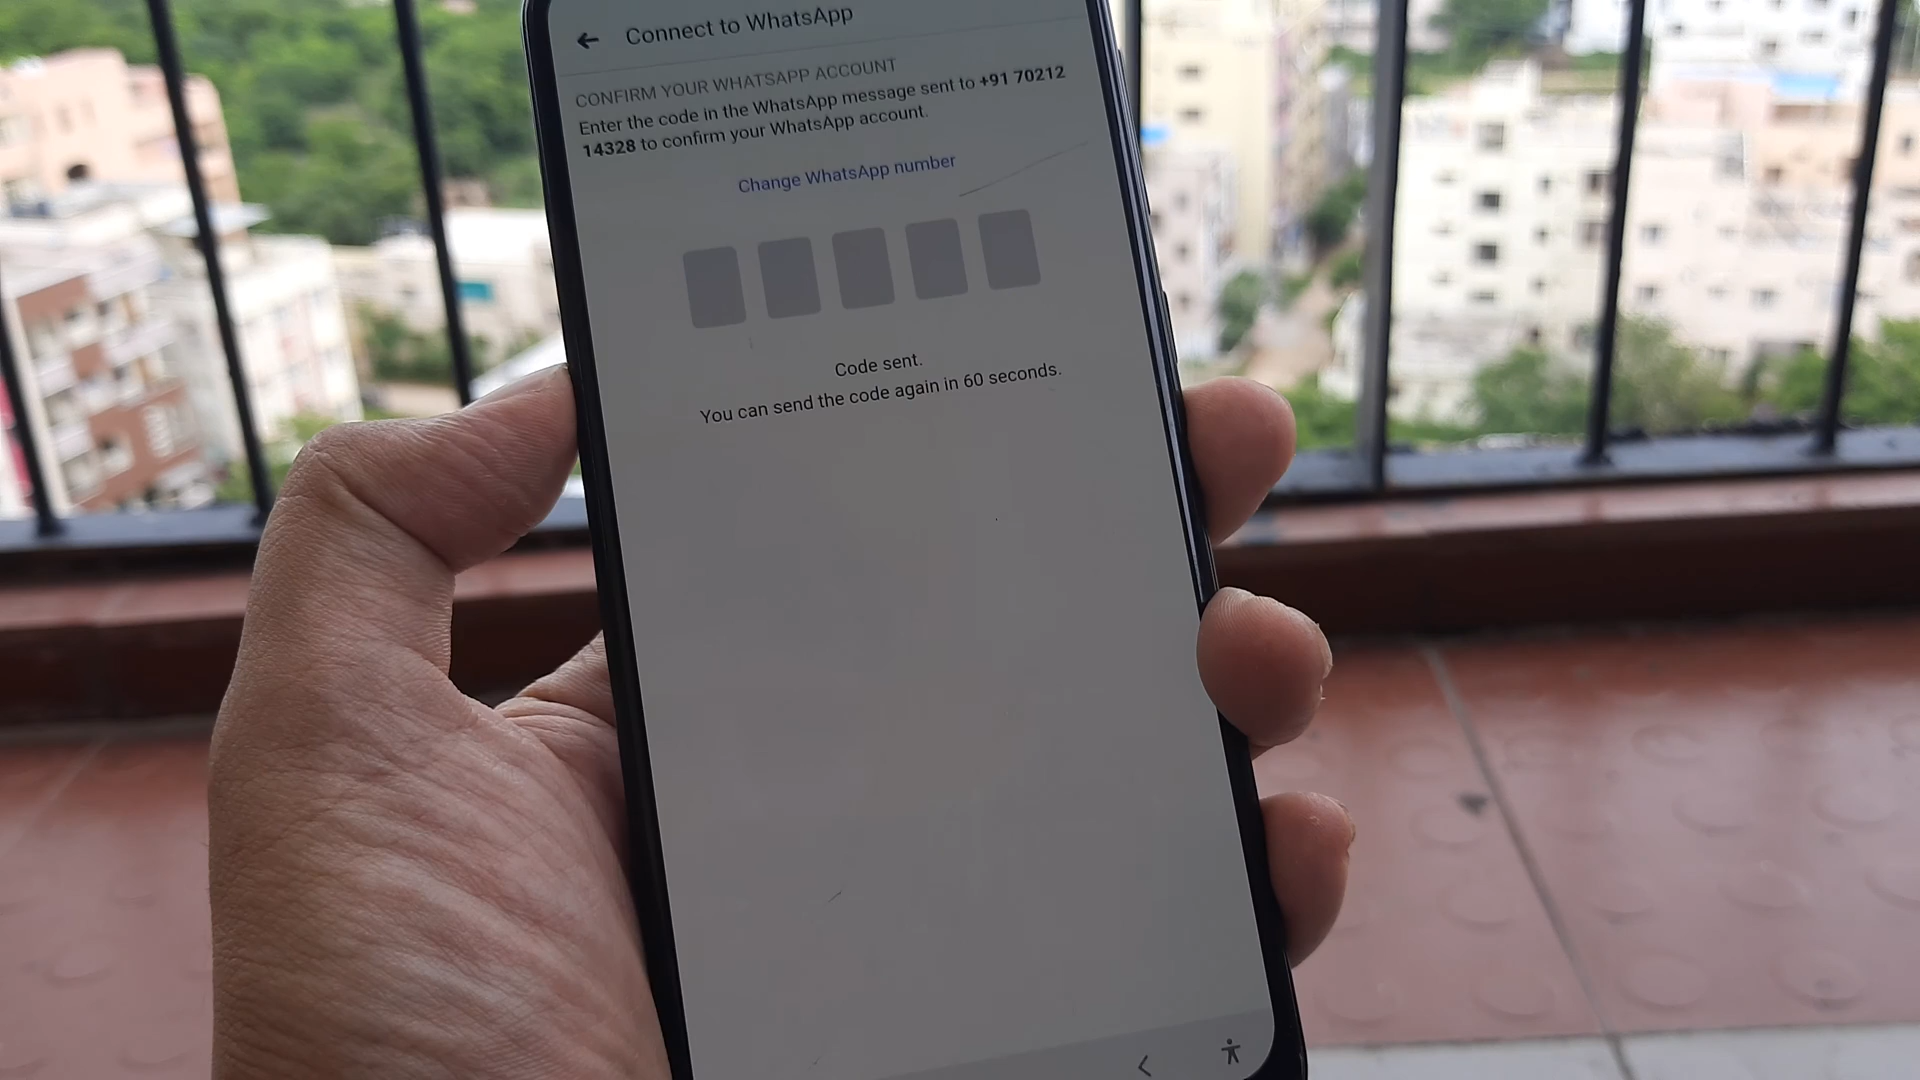 Connect to WhatsApp
CONFIRM YOUR WHATSAPP ACCOUNT
Enter the code in the WhatsApp message sent to +91 70212
14328 to confirm your WhatsApp account.
Change WhatsApp number
Code sent.
You can send the code again in 60 seconds.